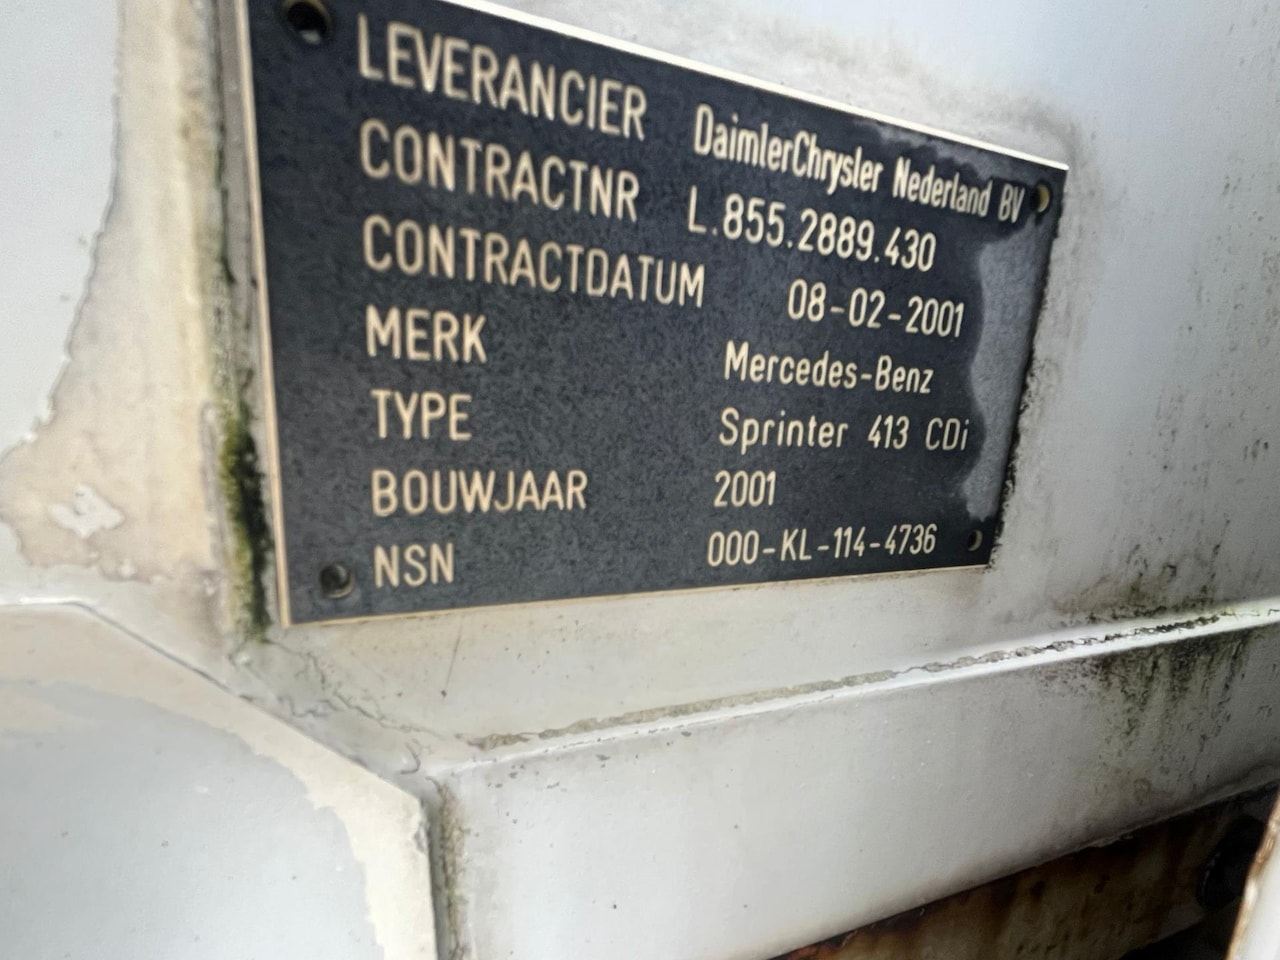 LEVERANCIER DaimlerChrysler Nederland BV
CONTRACTNR L.855.2889.430
CONTRACTDATUM 08-02-2001
MERK Mercedes-Benz
TYPE Sprinter 413 CDi
BOUWJAAR 2001
NSN 000-KL-114-4736